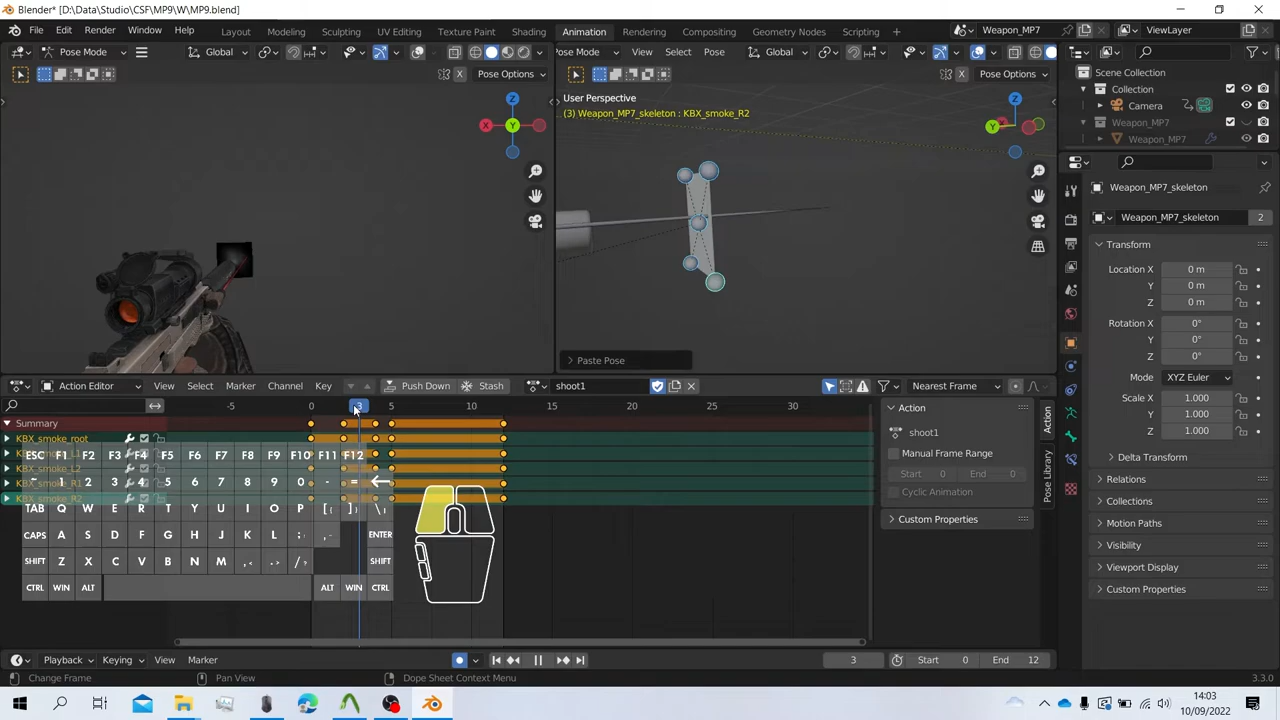 Blender* [D:\Data\Studio\CSF\MP9\W\MP9.blend]
File Edit Render Window Help Layout Modeling Sculpting UV Editing Texture Paint Shading Animation Rendering Compositing Geometry Nodes Scripting Weapon_MP7 ViewLayer
Pose Mode Global ose Mode View Select Pose Global
Pose Options X Pose Options
Scene Collection
Collection
Camera
Weapon_MP7
Weapon_MP7
User Perspective
(3) Weapon_MP7_skeleton : KBX_smoke_R2
Z X Y
Z Y
Paste Pose
Weapon_MP7_skeleton
Weapon_MP7_skeleton 2
Transform
Location X 0 m
Y 0 m
Z 0 m
Rotation X 0°
Y 0°
Z 0°
Mode XYZ Euler
Scale X 1.000
Y 1.000
Z 1.000
Delta Transform
Relations
Collections
Motion Paths
Visibility
Viewport Display
Custom Properties
Action Editor View Select Marker Channel Key Push Down Stash shoot1 Nearest Frame
-5 0 3 5 10 15 20 25 30
Summary
KBX_smoke_root
KBX_smoke_L2
KBX_smoke_R1
KBX_smoke_R2
ESC F1 F2 F3 F4 F5 F6 F7 F8 F9 F10 F11 F12
1 2 3 4 5 6 7 8 9 0 - = ←
TAB Q W E R T Y U I O P [{ ]} \|
CAPS A S D F G H J K L ENTER
SHIFT Z X C V B N M SHIFT
CTRL WIN ALT ALT WIN CTRL
Action
shoot1
Manual Frame Range
Start 0 End 0
Cyclic Animation
Custom Properties
Action
Pose Library
Playback Keying View Marker 3 Start 0 End 12
Change Frame Pan View Dope Sheet Context Menu 3.3.0
14:03
10/09/2022